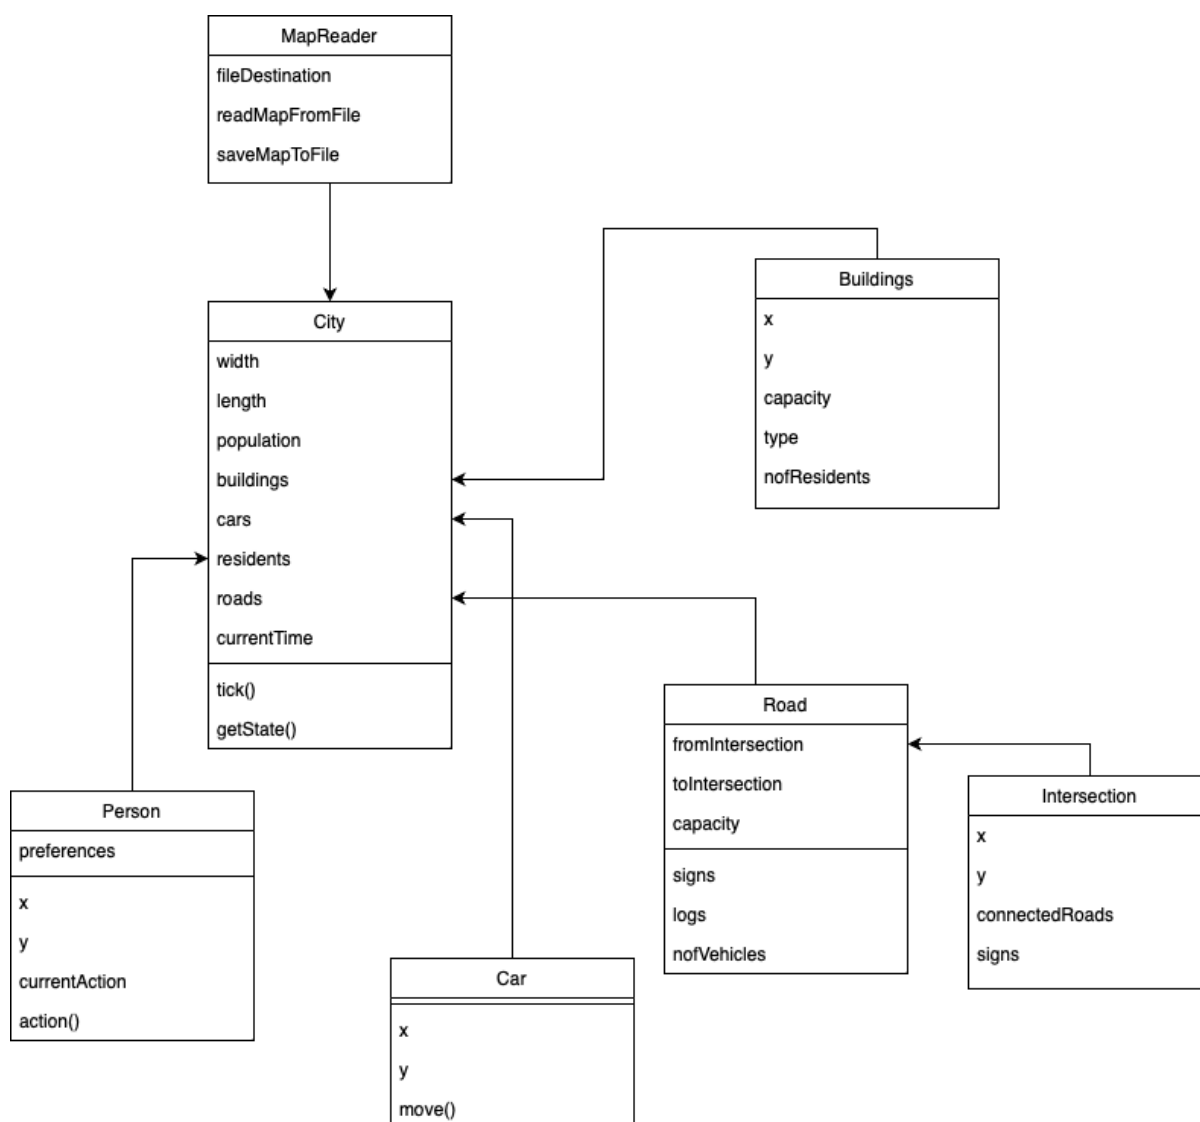 MapReader
fileDestination
readMapFromFile
saveMapToFile
Buildings
x
y
capacity
type
nofResidents
City
width
length
population
buildings
cars
residents
roads
currentTime
tick()
getState()
Road
fromIntersection
toIntersection
capacity
signs
logs
nofVehicles
Intersection
x
y
connectedRoads
signs
Person
preferences
x
y
currentAction
action()
Car
x
y
move()